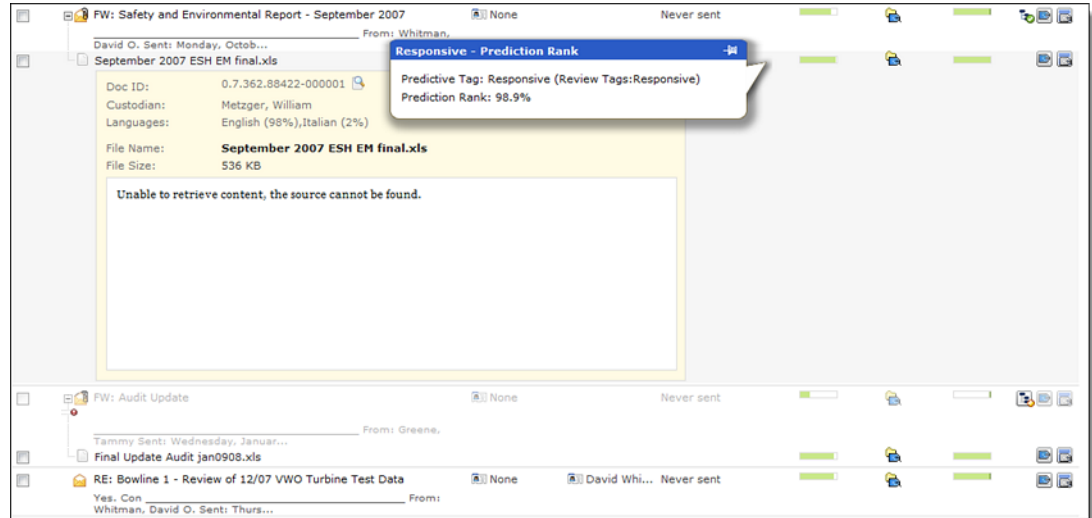 FW: Safety and Environmental Report - September 2007 None Never sent
From: Whitman,
David O. Sent: Monday, Octob...
Responsive - Prediction Rank
Predictive Tag: Responsive (Review Tags:Responsive)
Prediction Rank: 98.9%
September 2007 ESH EM final.xls
Doc ID: 0.7.362.88422-000001
Custodian: Metzger, William
Languages: English (98%),Italian (2%)
File Name: September 2007 ESH EM final.xls
File Size: 536 KB
Unable to retrieve content, the source cannot be found.
FW: Audit Update None Never sent
From: Greene,
Tammy Sent: Wednesday, Januar...
Final Update Audit jan0908.xls
RE: Bowline 1 - Review of 12/07 VWO Turbine Test Data None David Whi... Never sent
Yes. Con From:
Whitman, David O. Sent: Thurs...